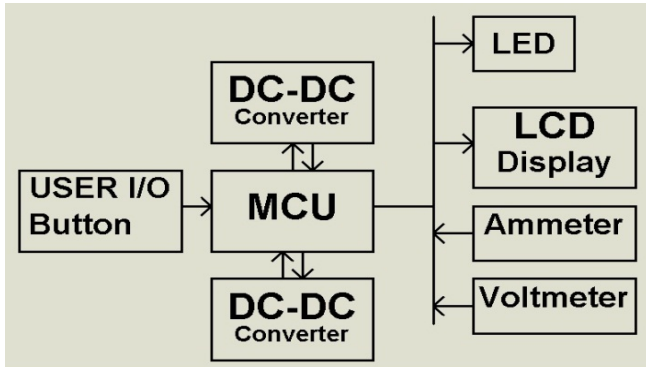 DC-DC
Converter
USER I/O
Button
MCU
DC-DC
Converter
LED
LCD
Display
Ammeter
Voltmeter